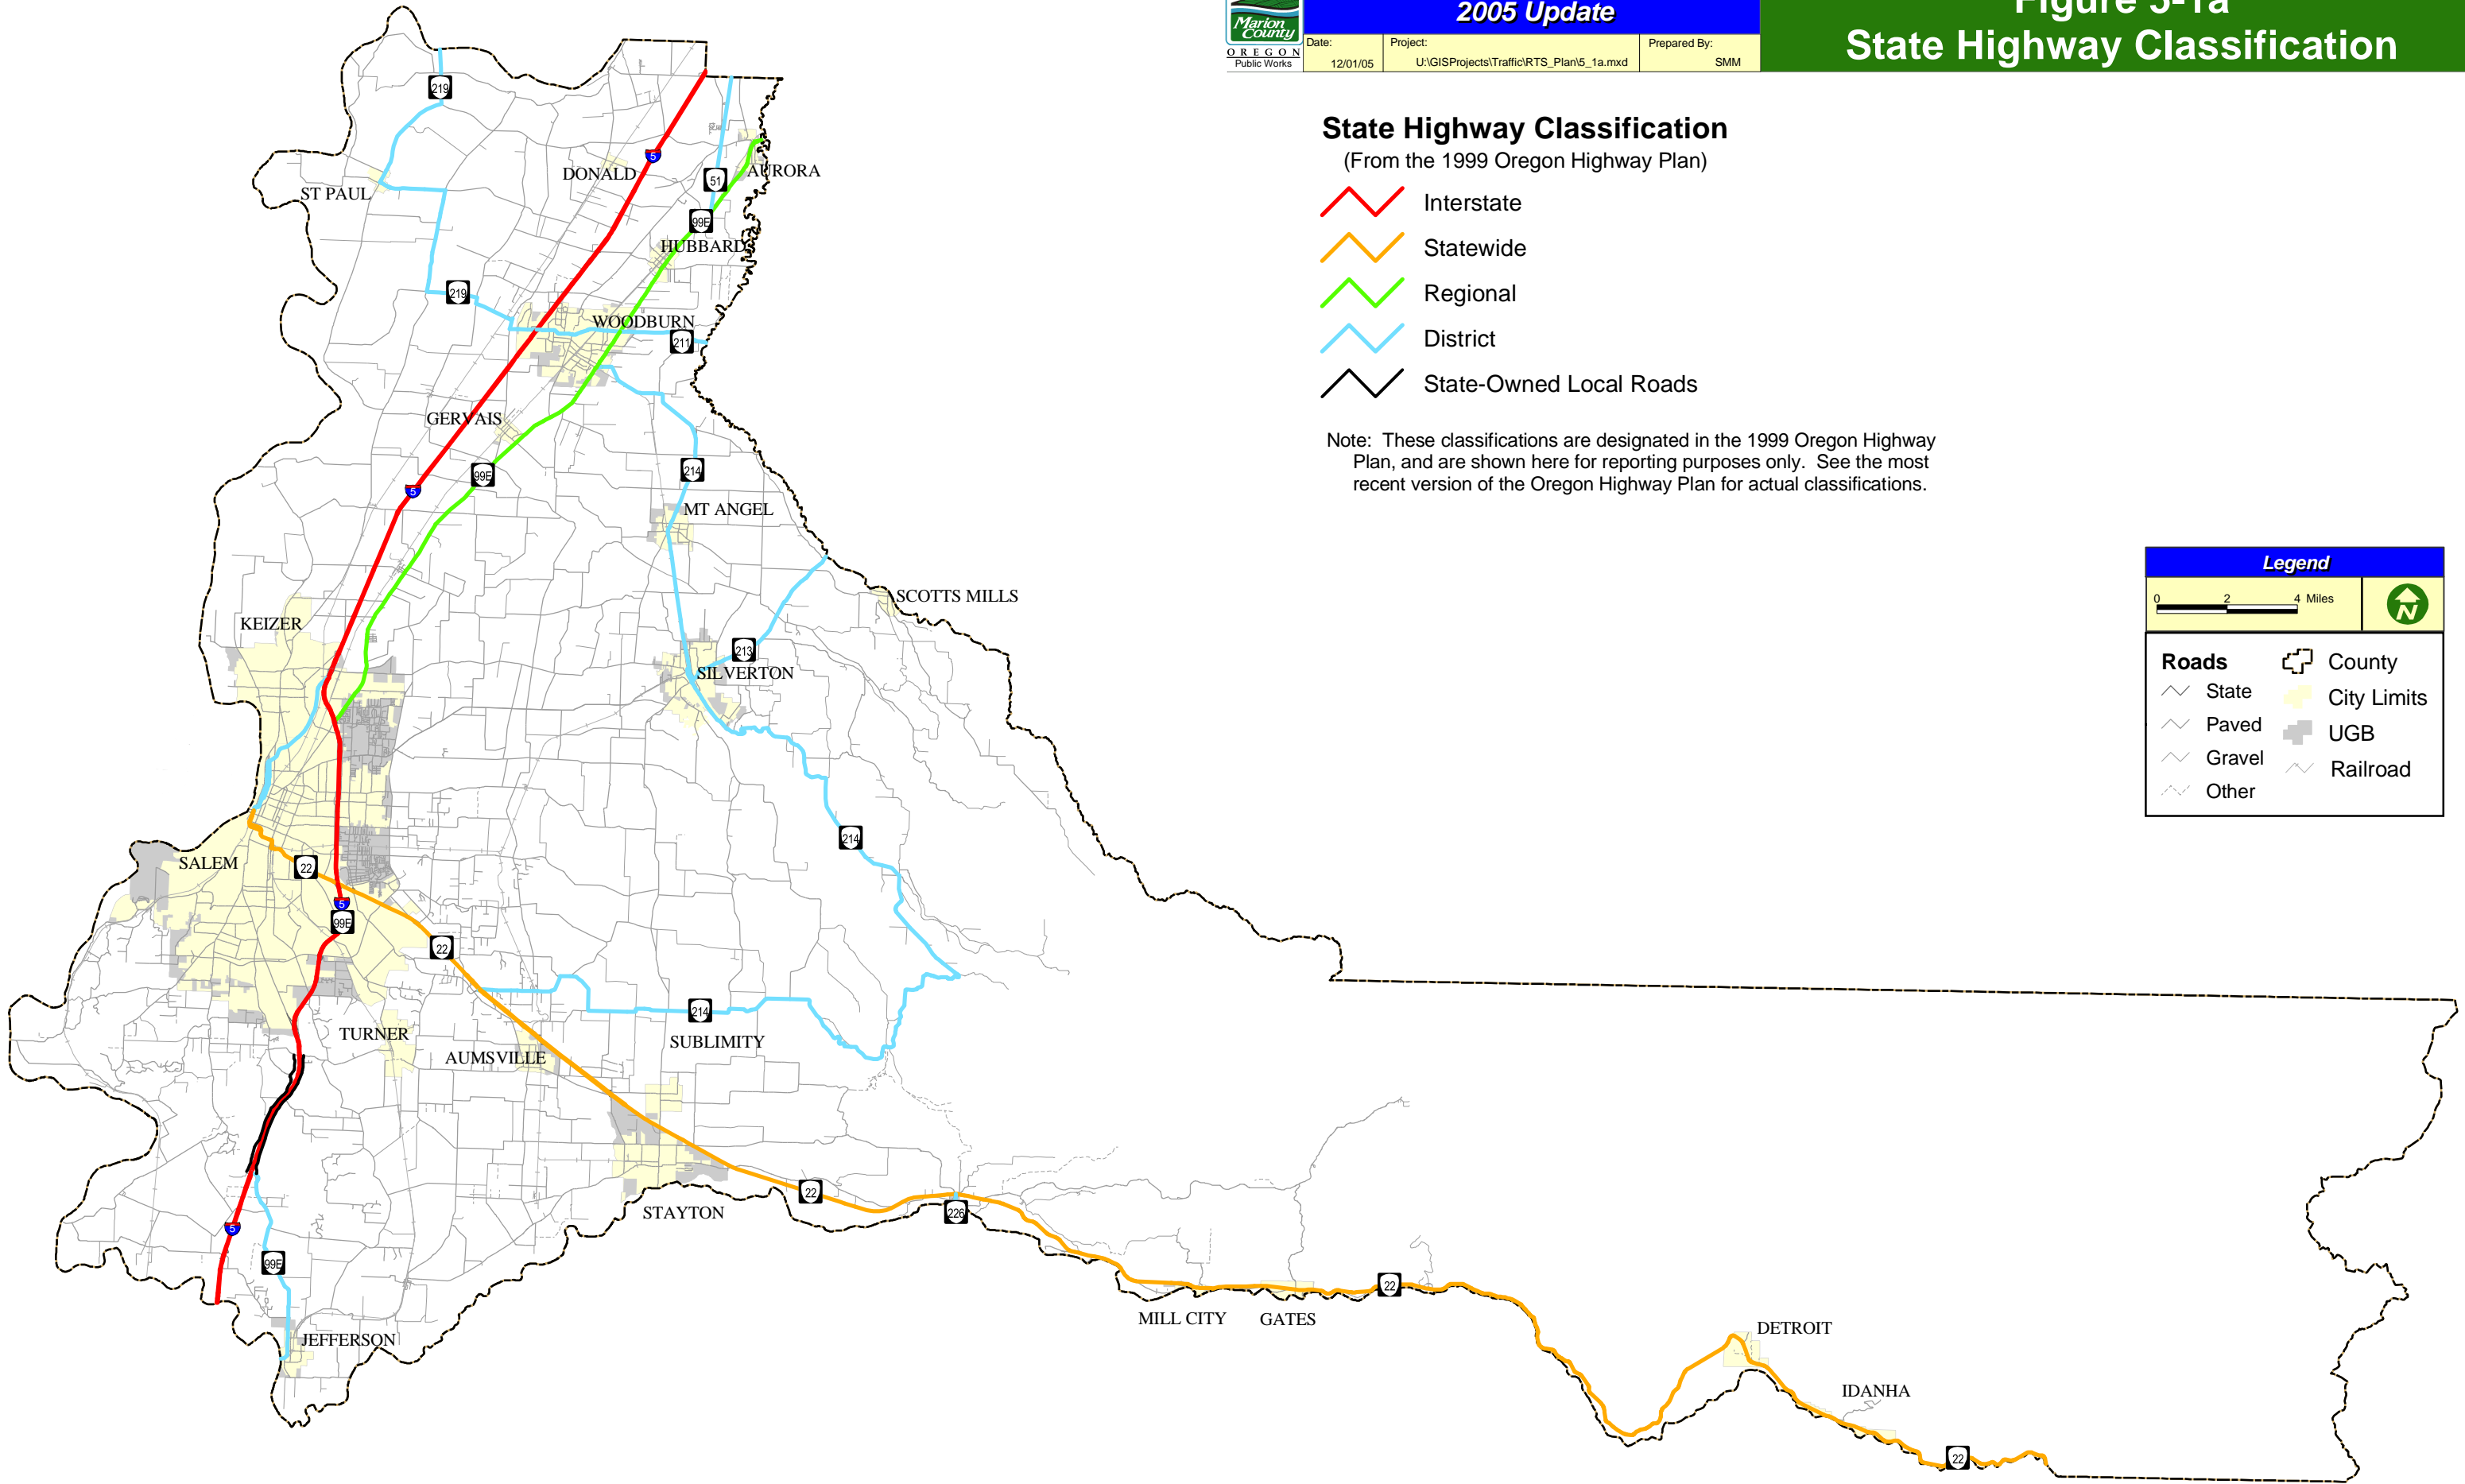 Marion
County
OREGON
Public Works
2005 Update
Date:
12/01/05
Project:
U:\GISProjects\Traffic\RTS_Plan\5_1a.mxd
Prepared By:
SMM
State Highway Classification
State Highway Classification
(From the 1999 Oregon Highway Plan)
Interstate
Statewide
Regional
District
State-Owned Local Roads
Note: These classifications are designated in the 1999 Oregon Highway
Plan, and are shown here for reporting purposes only. See the most
recent version of the Oregon Highway Plan for actual classifications.
Legend
0 2 4 Miles
N
Roads
State
Paved
Gravel
Other
County
City Limits
UGB
Railroad
219
5
DONALD
AURORA
51
ST PAUL
99E
HUBBARD
219
WOODBURN
211
GERVAIS
99E
214
5
MT ANGEL
SCOTTS MILLS
KEIZER
213
SILVERTON
214
SALEM
22
5
99E
22
214
TURNER
SUBLIMITY
AUMSVILLE
22
STAYTON
226
5
99E
22
MILL CITY
GATES
DETROIT
JEFFERSON
IDANHA
22